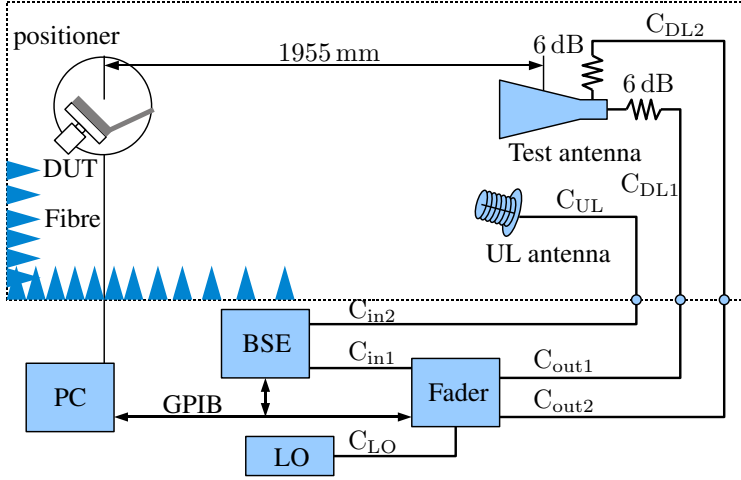 positioner
1955 mm
6 dB
C_DL2
6 dB
DUT
Test antenna
C_DL1
Fibre
C_UL
UL antenna
C_in2
BSE
C_in1
C_out1
PC
Fader
GPIB
C_out2
LO
C_LO